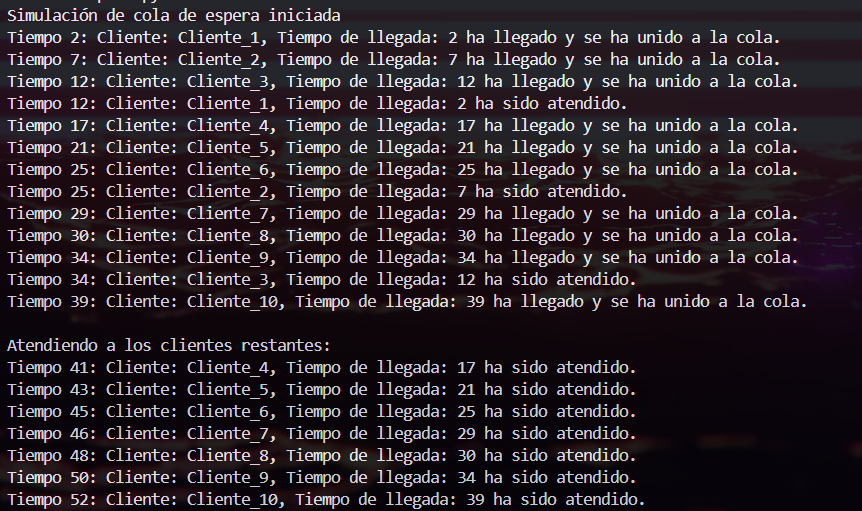 Simulación de cola de espera iniciada
Tiempo 2: Cliente: Cliente_1, Tiempo de llegada: 2 ha llegado y se ha unido a la cola.
Tiempo 7: Cliente: Cliente_2, Tiempo de llegada: 7 ha llegado y se ha unido a la cola.
Tiempo 12: Cliente: Cliente_3, Tiempo de llegada: 12 ha llegado y se ha unido a la cola.
Tiempo 12: Cliente: Cliente_1, Tiempo de llegada: 2 ha sido atendido.
Tiempo 17: Cliente: Cliente_4, Tiempo de llegada: 17 ha llegado y se ha unido a la cola.
Tiempo 21: Cliente: Cliente_5, Tiempo de llegada: 21 ha llegado y se ha unido a la cola.
Tiempo 25: Cliente: Cliente_6, Tiempo de llegada: 25 ha llegado y se ha unido a la cola.
Tiempo 25: Cliente: Cliente_2, Tiempo de llegada: 7 ha sido atendido.
Tiempo 29: Cliente: Cliente_7, Tiempo de llegada: 29 ha llegado y se ha unido a la cola.
Tiempo 30: Cliente: Cliente_8, Tiempo de llegada: 30 ha llegado y se ha unido a la cola.
Tiempo 34: Cliente: Cliente_9, Tiempo de llegada: 34 ha llegado y se ha unido a la cola.
Tiempo 34: Cliente: Cliente_3, Tiempo de llegada: 12 ha sido atendido.
Tiempo 39: Cliente: Cliente_10, Tiempo de llegada: 39 ha llegado y se ha unido a la cola.
Atendiendo a los clientes restantes:
Tiempo 41: Cliente: Cliente_4, Tiempo de llegada: 17 ha sido atendido.
Tiempo 43: Cliente: Cliente_5, Tiempo de llegada: 21 ha sido atendido.
Tiempo 45: Cliente: Cliente_6, Tiempo de llegada: 25 ha sido atendido.
Tiempo 46: Cliente: Cliente_7, Tiempo de llegada: 29 ha sido atendido.
Tiempo 48: Cliente: Cliente_8, Tiempo de llegada: 30 ha sido atendido.
Tiempo 50: Cliente: Cliente_9, Tiempo de llegada: 34 ha sido atendido.
Tiempo 52: Cliente: Cliente_10, Tiempo de llegada: 39 ha sido atendido.